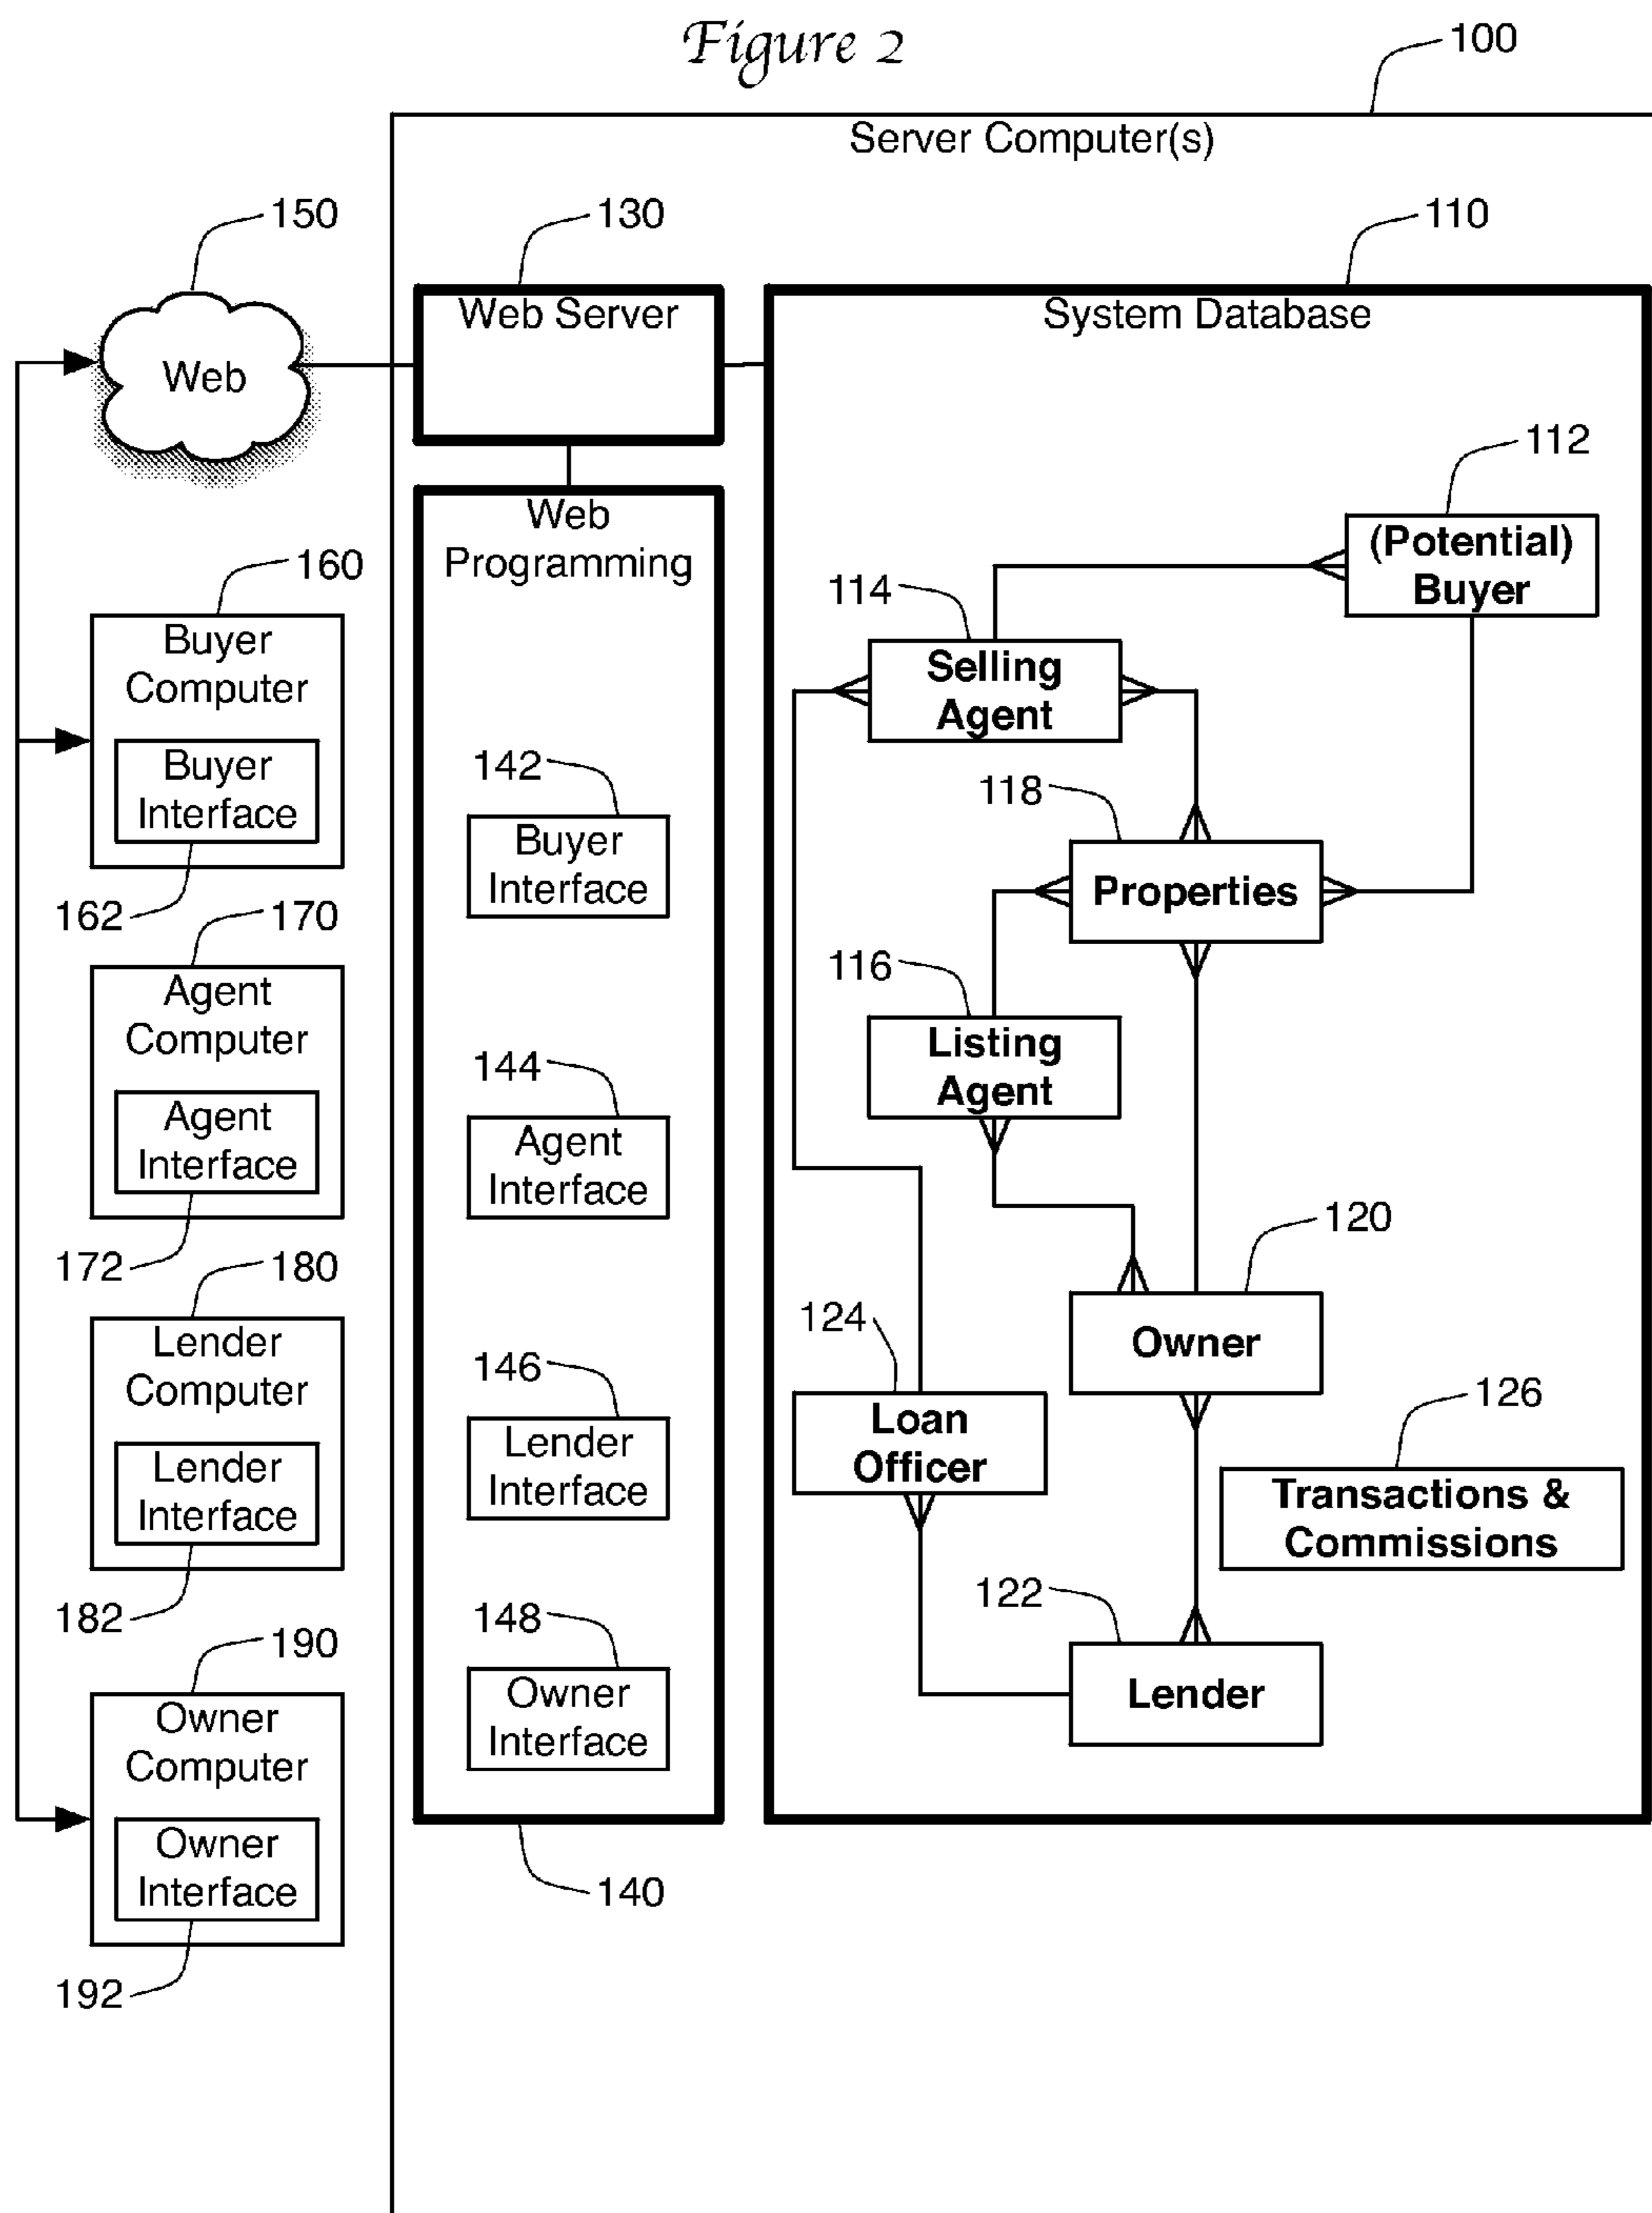 Figure 2
100
Server Computer(s)
150
130
110
Web
Web Server
System Database
112
(Potential)
Buyer
Web
Programming
160
Buyer
Computer
Buyer
Interface
162
114
Selling
Agent
142
Buyer
Interface
118
Properties
170
Agent
Computer
Agent
Interface
172
116
Listing
Agent
144
Agent
Interface
120
Owner
180
Lender
Computer
Lender
Interface
182
124
Loan
Officer
146
Lender
Interface
126
Transactions &
Commissions
122
Lender
190
Owner
Computer
Owner
Interface
192
148
Owner
Interface
140